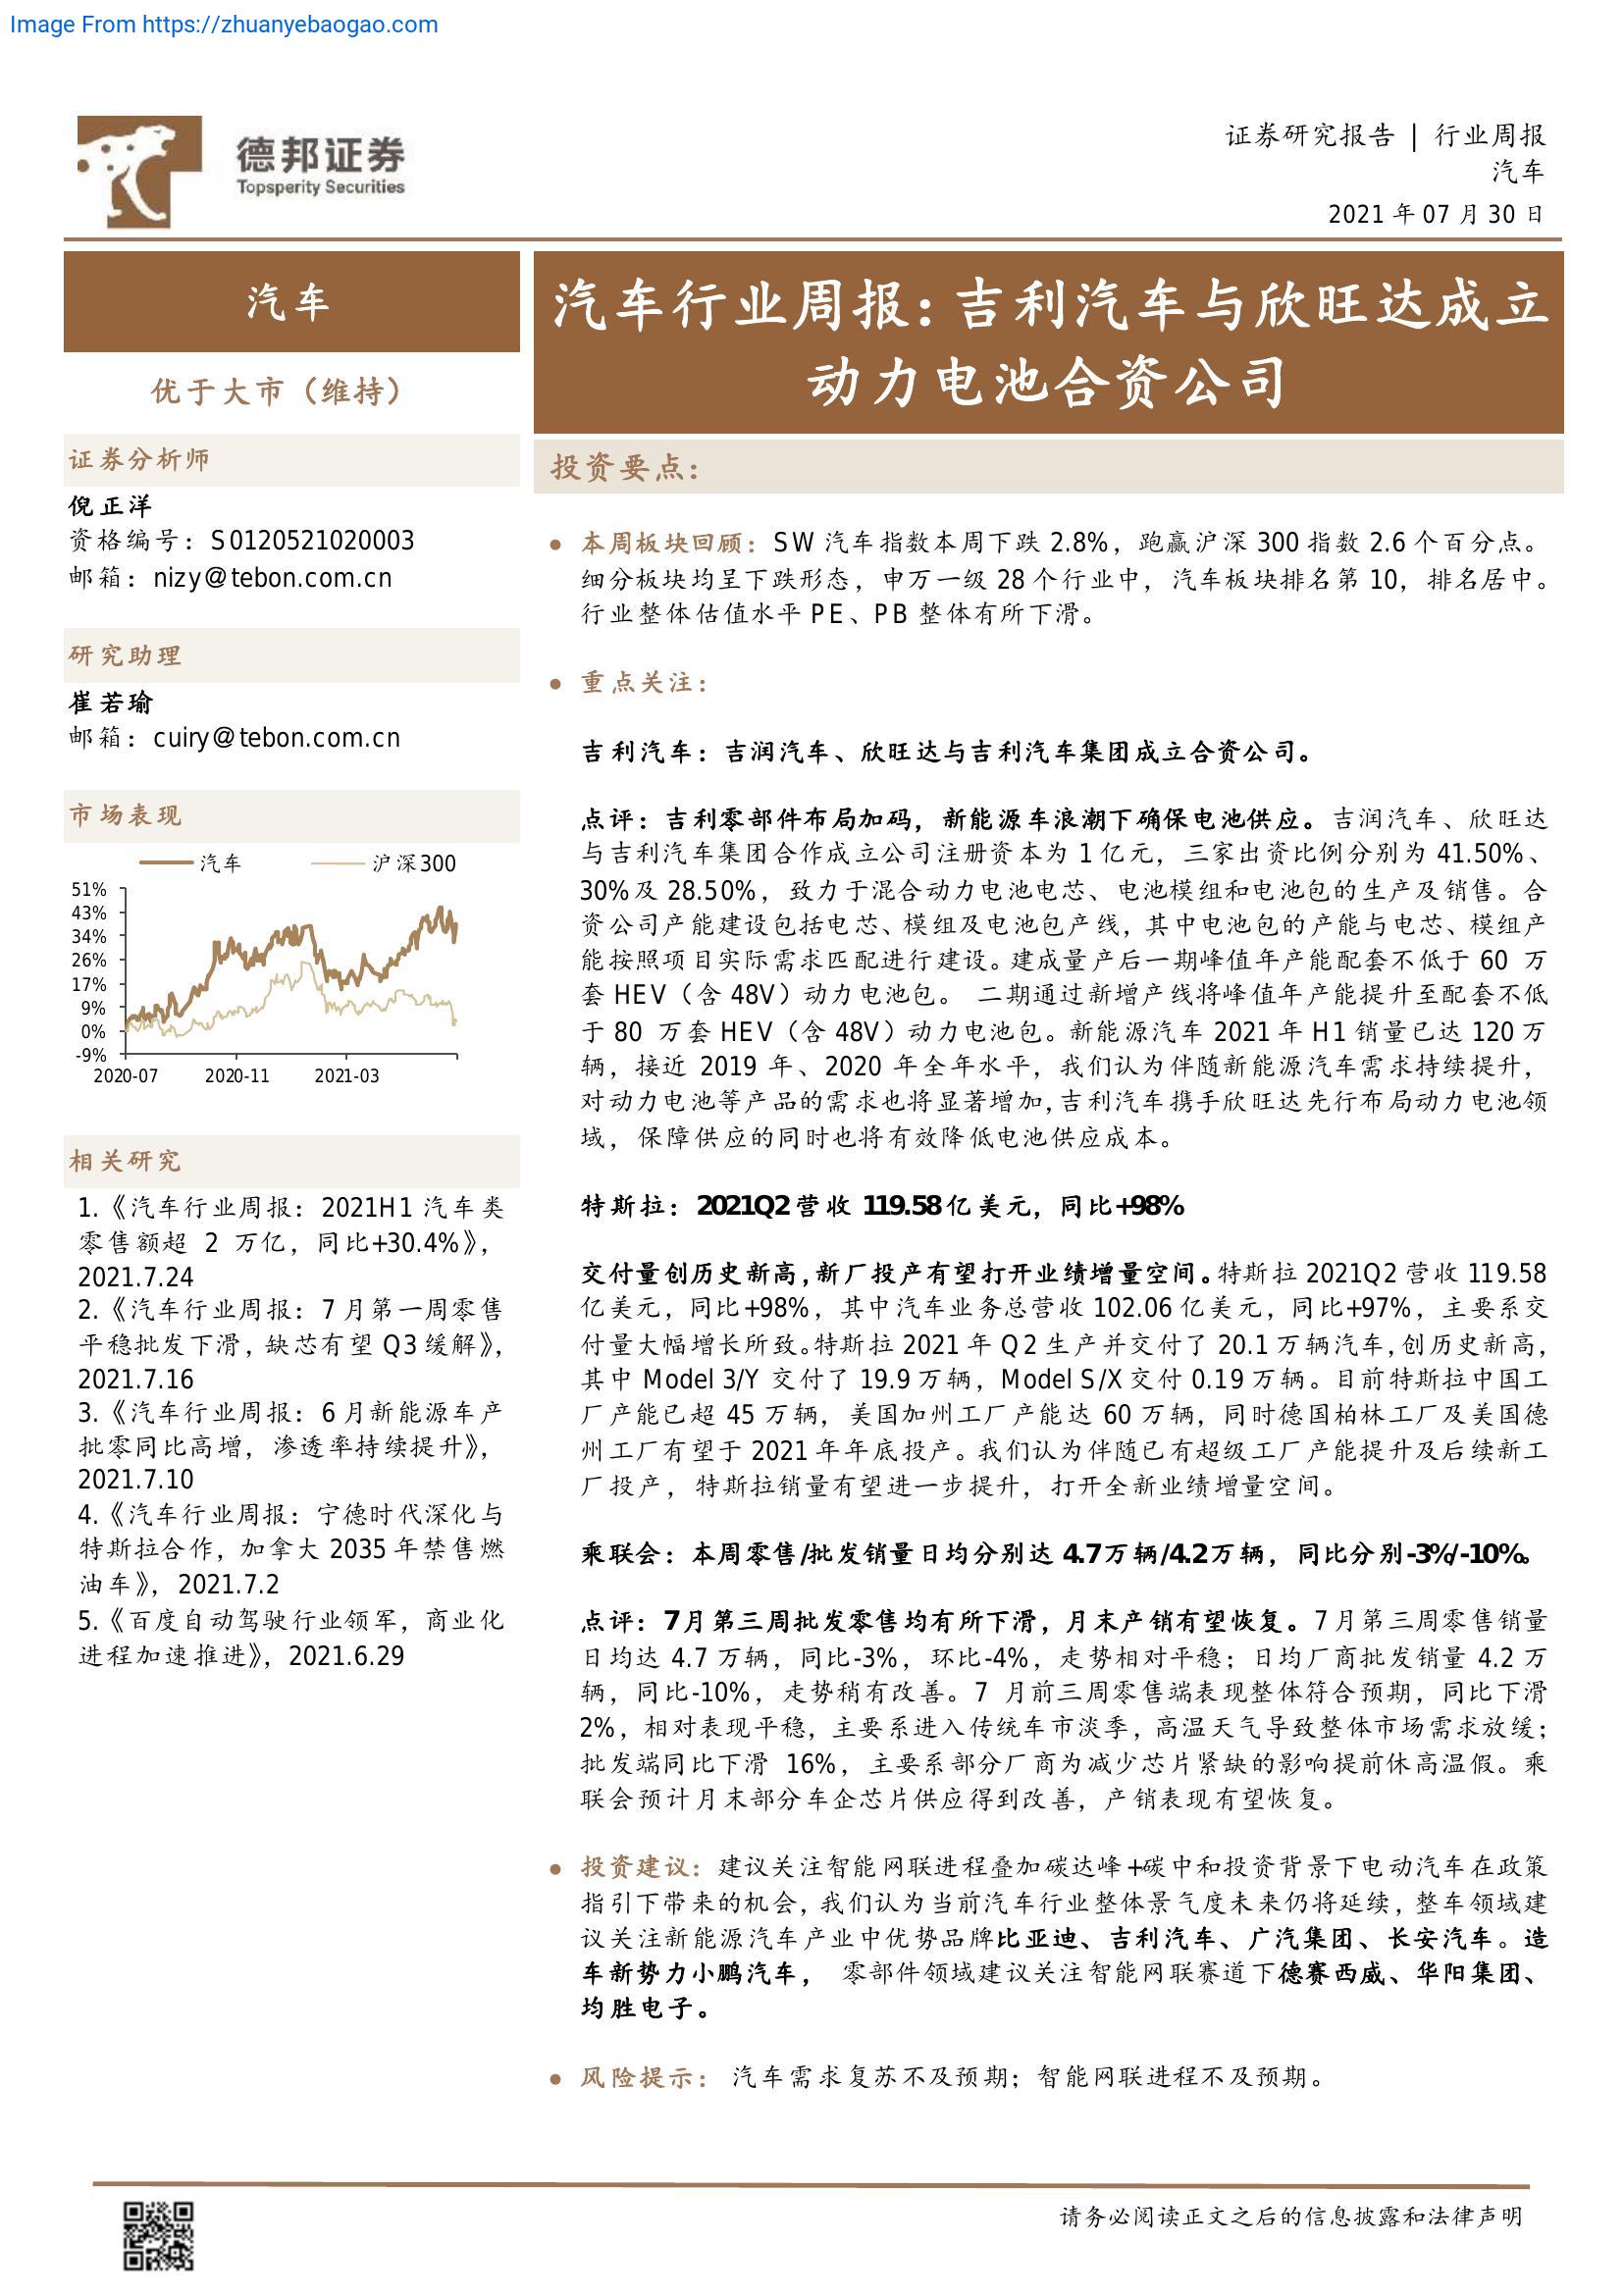 Image From https://zhuanyebaogao.com
德邦证券
Topsperity Securities
证券研究报告 | 行业周报
汽车
2021 年 07 月 30 日
汽车
优于大市（维持）
证券分析师
倪正洋
资格编号：S0120521020003
邮箱：nizy@tebon.com.cn
研究助理
崔若瑜
邮箱：cuiry@tebon.com.cn
市场表现
汽车 沪深300
51%
43%
34%
26%
17%
9%
0%
-9%
2020-07 2020-11 2021-03
相关研究
1.《汽车行业周报：2021H1 汽车类
零售额超 2 万亿，同比+30.4%》，
2021.7.24
2.《汽车行业周报：7 月第一周零售
平稳批发下滑，缺芯有望 Q3 缓解》，
2021.7.16
3.《汽车行业周报：6 月新能源车产
批零同比高增，渗透率持续提升》，
2021.7.10
4.《汽车行业周报：宁德时代深化与
特斯拉合作，加拿大 2035 年禁售燃
油车》，2021.7.2
5.《百度自动驾驶行业领军，商业化
进程加速推进》，2021.6.29
汽车行业周报：吉利汽车与欣旺达成立
动力电池合资公司
投资要点：
● 本周板块回顾：SW 汽车指数本周下跌 2.8%，跑赢沪深 300 指数 2.6 个百分点。
细分板块均呈下跌形态，申万一级 28 个行业中，汽车板块排名第 10，排名居中。
行业整体估值水平 PE、PB 整体有所下滑。
● 重点关注：
吉利汽车：吉润汽车、欣旺达与吉利汽车集团成立合资公司。
点评：吉利零部件布局加码，新能源车浪潮下确保电池供应。吉润汽车、欣旺达
与吉利汽车集团合作成立公司注册资本为 1 亿元，三家出资比例分别为 41.50%、
30%及 28.50%，致力于混合动力电池电芯、电池模组和电池包的生产及销售。合
资公司产能建设包括电芯、模组及电池包产线，其中电池包的产能与电芯、模组产
能按照项目实际需求匹配进行建设。建成量产后一期峰值年产能配套不低于 60 万
套 HEV（含 48V）动力电池包。 二期通过新增产线将峰值年产能提升至配套不低
于 80 万套 HEV（含 48V）动力电池包。新能源汽车 2021 年 H1 销量已达 120 万
辆，接近 2019 年、2020 年全年水平，我们认为伴随新能源汽车需求持续提升，
对动力电池等产品的需求也将显著增加，吉利汽车携手欣旺达先行布局动力电池领
域，保障供应的同时也将有效降低电池供应成本。
特斯拉：2021Q2 营收 119.58 亿美元，同比+98%
交付量创历史新高，新厂投产有望打开业绩增量空间。特斯拉 2021Q2 营收 119.58
亿美元，同比+98%，其中汽车业务总营收 102.06 亿美元，同比+97%，主要系交
付量大幅增长所致。特斯拉 2021 年 Q2 生产并交付了 20.1 万辆汽车，创历史新高，
其中 Model 3/Y 交付了 19.9 万辆，Model S/X 交付 0.19 万辆。目前特斯拉中国工
厂产能已超 45 万辆，美国加州工厂产能达 60 万辆，同时德国柏林工厂及美国德
州工厂有望于 2021 年年底投产。我们认为伴随已有超级工厂产能提升及后续新工
厂投产，特斯拉销量有望进一步提升，打开全新业绩增量空间。
乘联会：本周零售/批发销量日均分别达 4.7万辆/4.2万辆，同比分别-3%/-10%。
点评：7月第三周批发零售均有所下滑，月末产销有望恢复。7 月第三周零售销量
日均达 4.7 万辆，同比-3%，环比-4%，走势相对平稳；日均厂商批发销量 4.2 万
辆，同比-10%，走势稍有改善。7 月前三周零售端表现整体符合预期，同比下滑
2%，相对表现平稳，主要系进入传统车市淡季，高温天气导致整体市场需求放缓；
批发端同比下滑 16%，主要系部分厂商为减少芯片紧缺的影响提前休高温假。乘
联会预计月末部分车企芯片供应得到改善，产销表现有望恢复。
● 投资建议：建议关注智能网联进程叠加碳达峰+碳中和投资背景下电动汽车在政策
指引下带来的机会，我们认为当前汽车行业整体景气度未来仍将延续，整车领域建
议关注新能源汽车产业中优势品牌比亚迪、吉利汽车、广汽集团、长安汽车。造
车新势力小鹏汽车， 零部件领域建议关注智能网联赛道下德赛西威、华阳集团、
均胜电子。
● 风险提示： 汽车需求复苏不及预期；智能网联进程不及预期。
请务必阅读正文之后的信息披露和法律声明